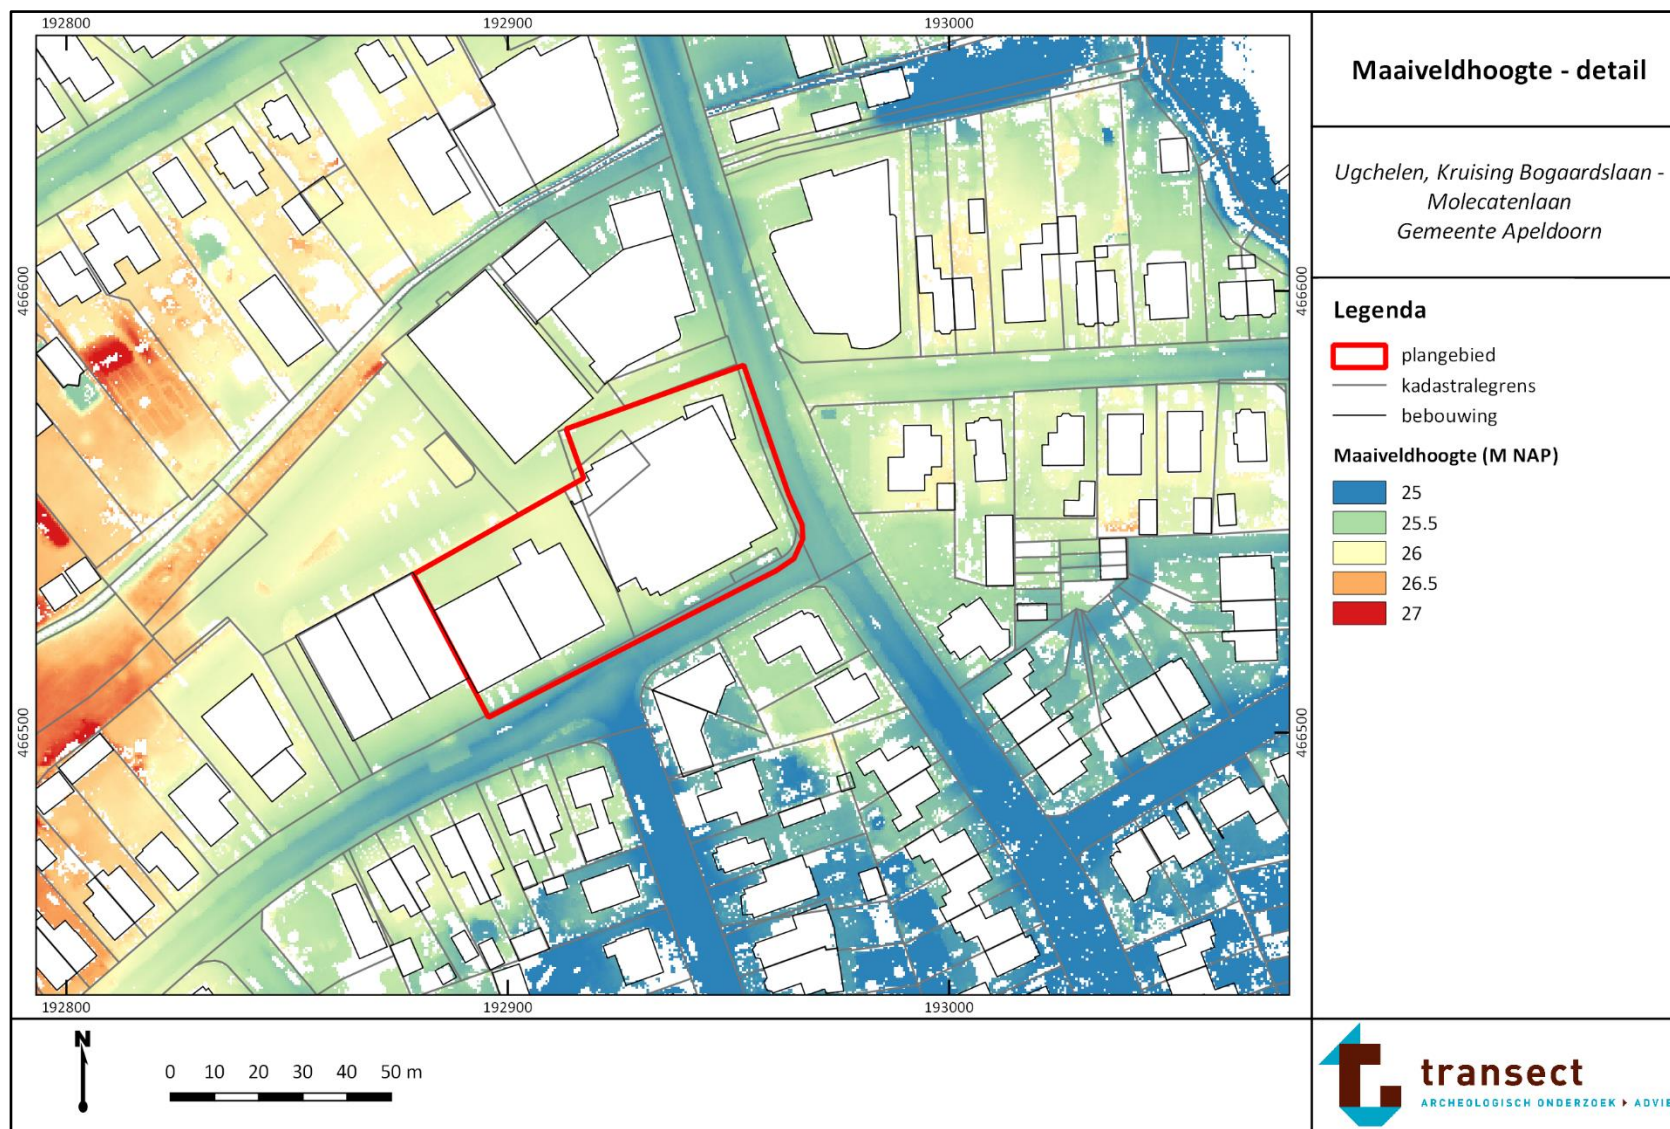 192800
192900
193000
466600
466600
466500
466500
192800
192900
193000
Maaiveldhoogte - detail
Ugchelen, Kruising Bogaardslaan -
Molecatenlaan
Gemeente Apeldoorn
Legenda
plangebied
kadastralegrens
bebouwing
Maaiveldhoogte (M NAP)
25
25.5
26
26.5
27
N
0 10 20 30 40 50 m
transect
ARCHEOLOGISCH ONDERZOEK ADVIE